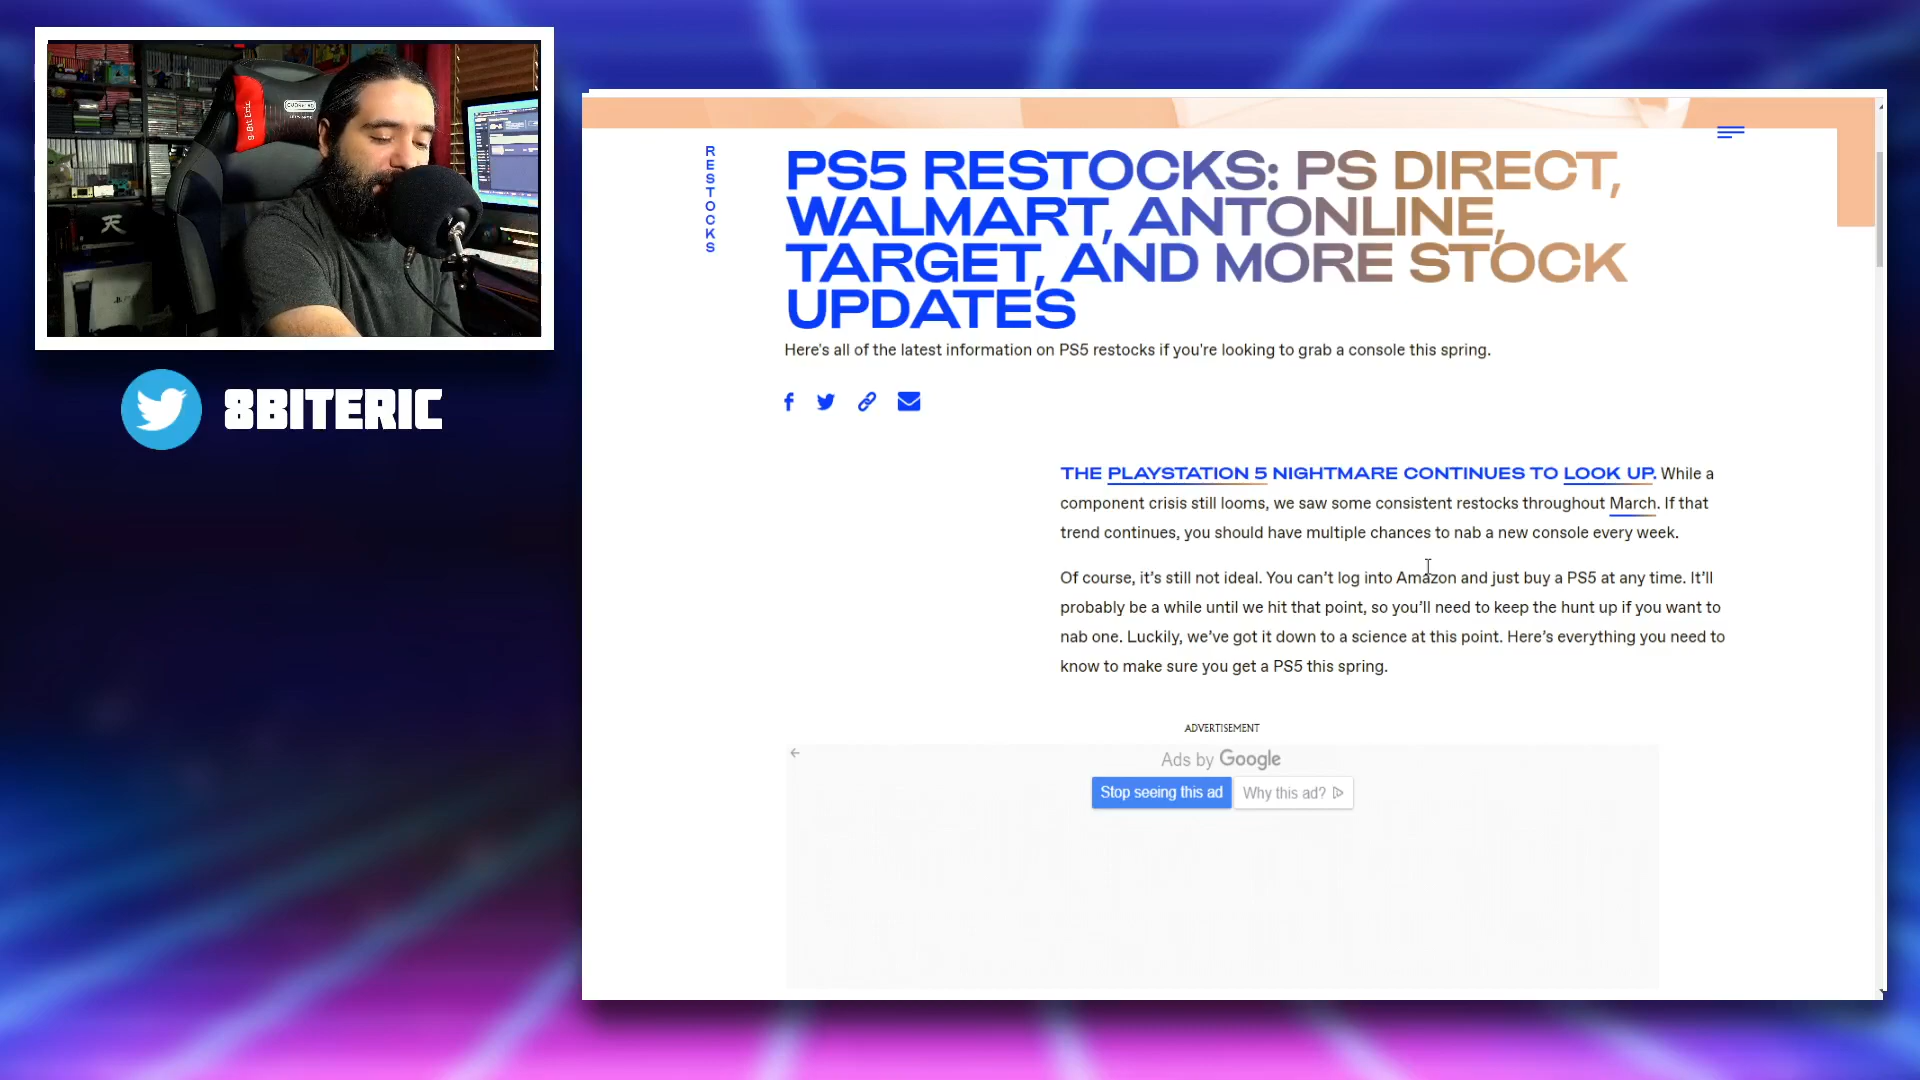 8-Bit Eric
8BITERIC
RESTOCKS
PS5 RESTOCKS: PS DIRECT,
WALMART, ANTONLINE,
TARGET, AND MORE STOCK
UPDATES
Here's all of the latest information on PS5 restocks if you're looking to grab a console this spring.
THE PLAYSTATION 5 NIGHTMARE CONTINUES TO LOOK UP. While a
component crisis still looms, we saw some consistent restocks throughout March. If that
trend continues, you should have multiple chances to nab a new console every week.
Of course, it's still not ideal. You can't log into Amazon and just buy a PS5 at any time. It'll
probably be a while until we hit that point, so you'll need to keep the hunt up if you want to
nab one. Luckily, we've got it down to a science at this point. Here's everything you need to
know to make sure you get a PS5 this spring.
ADVERTISEMENT
Ads by Google
Stop seeing this ad
Why this ad?